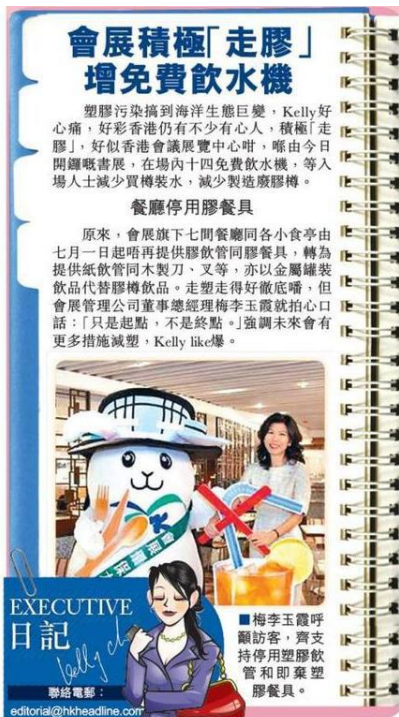 會展積極「走膠」
增免費飲水機
塑膠污染搞到海洋生態巨變，Kelly好
心痛，好彩香港仍有不少有心人，積極「走
膠」，好似香港會議展覽中心咁，喺由今日
開鑼嘅書展，在場內十四免費飲水機，等入
場人士減少買樽裝水，減少製造廢膠樽。
餐廳停用膠餐具
原來，會展旗下七間餐廳同各小食亭由
七月一日起唔再提供膠飲管同膠餐具，轉為
提供紙飲管同木製刀、叉等，亦以金屬罐裝
飲品代替膠樽飲品。走塑走得好徹底噃，但
會展管理公司董事總經理梅李玉霞就拍心口
話：「只是起點，不是終點。」強調未來會有
更多措施減塑，Kelly like爆。
EXECUTIVE
日記
聯絡電郵：
editorial@hkheadline.com
■梅李玉霞呼
籲訪客，齊支
持停用塑膠飲
管和即棄塑
膠餐具。